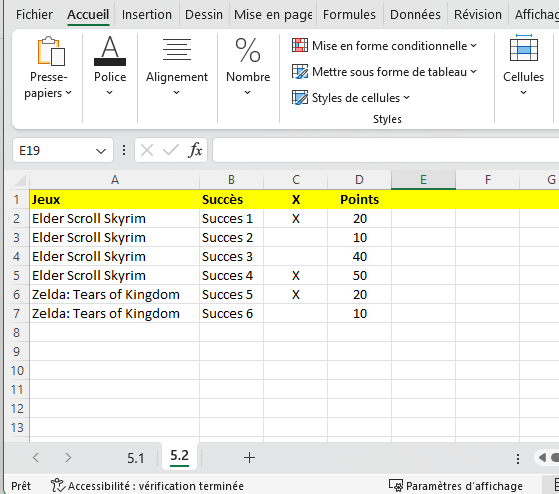 Fichier Accueil Insertion Dessin Mise en page Formules Données Révision Afficha
Presse-
papiers
Police
Alignement
Nombre
Mise en forme conditionnelle
Mettre sous forme de tableau
Styles de cellules
Styles
Cellules
E19 fx
A B C D E F G
1 Jeux Succès X Points
2 Elder Scroll Skyrim Succes 1 X 20
3 Elder Scroll Skyrim Succes 2 10
4 Elder Scroll Skyrim Succes 3 40
5 Elder Scroll Skyrim Succes 4 X 50
6 Zelda: Tears of Kingdom Succes 5 X 20
7 Zelda: Tears of Kingdom Succes 6 10
8
9
10
11
12
13
5.1 5.2
Prêt Accessibilité : vérification terminée Paramètres d'affichage